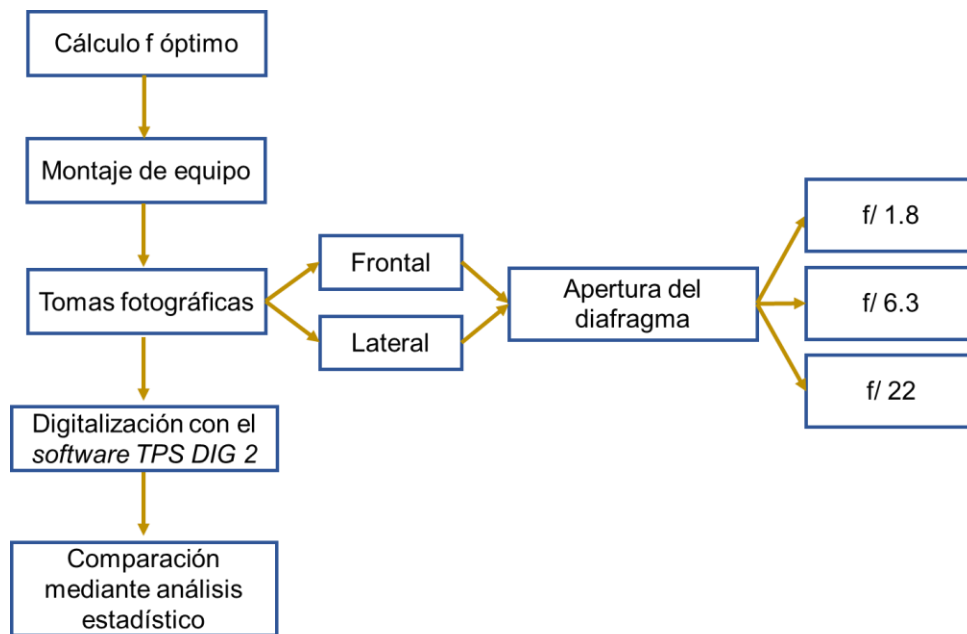 Cálculo f óptimo
Montaje de equipo
Tomas fotográficas
Frontal
Lateral
Apertura del
diafragma
f/ 1.8
f/ 6.3
f/ 22
Digitalización con el
software TPS DIG 2
Comparación
mediante análisis
estadístico